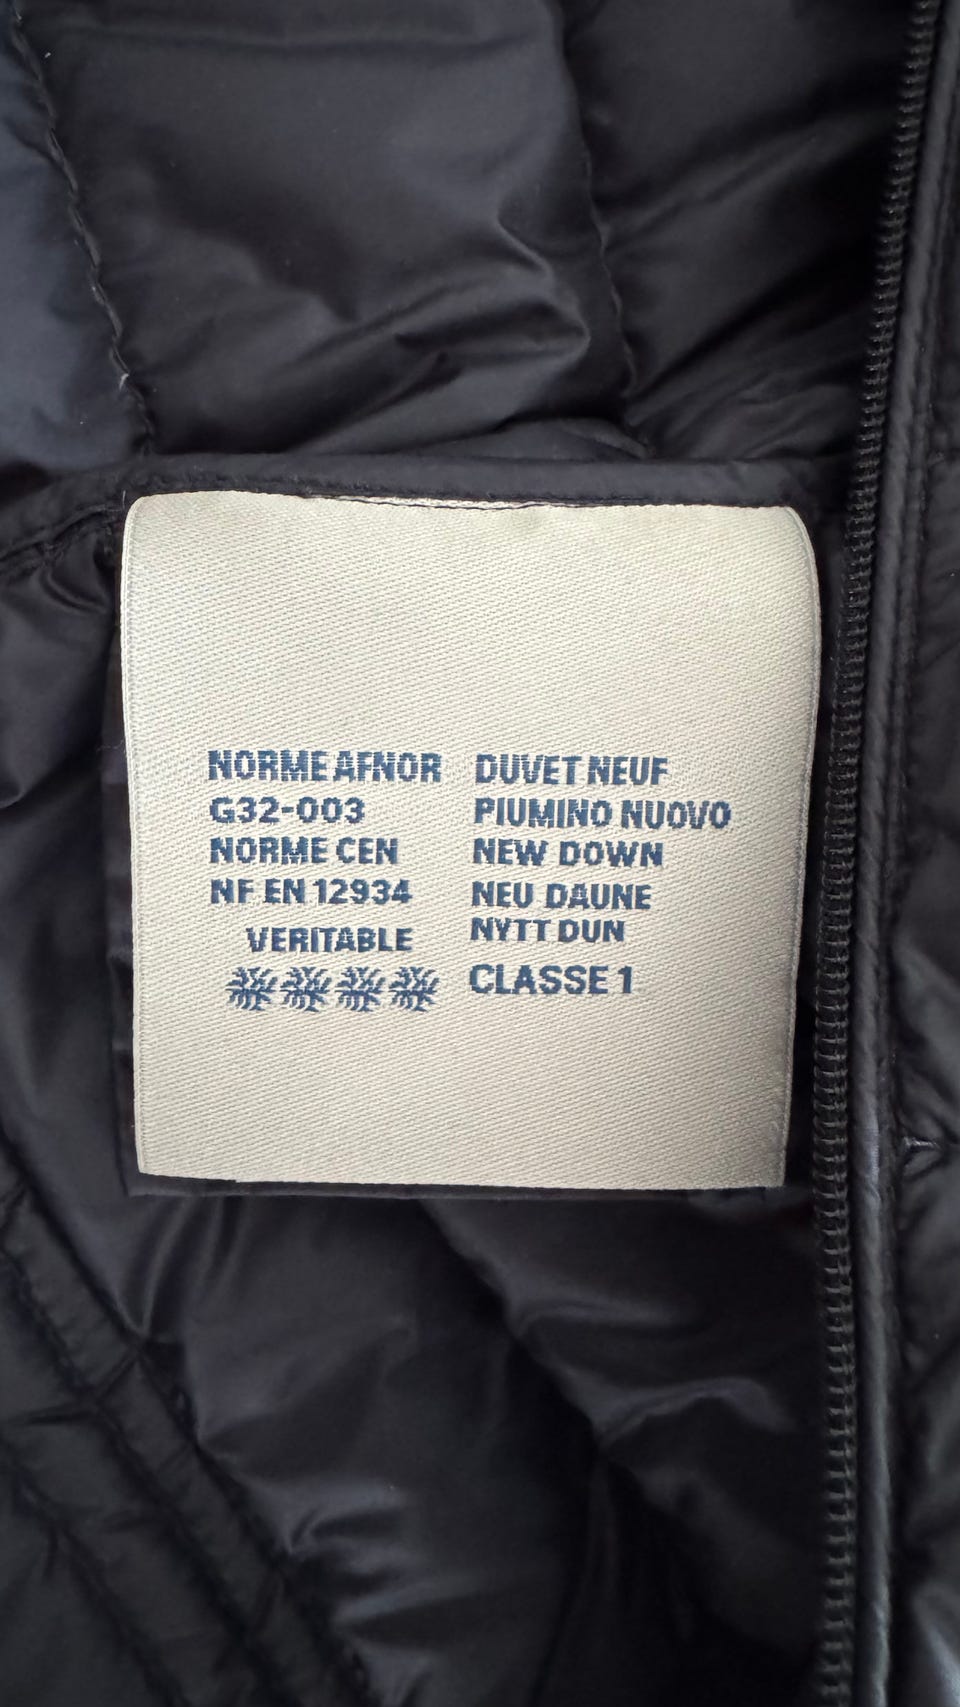 NORME AFNOR
G32-003
NORME CEN
NF EN 12934
VERITABLE
DUVET NEUF
PIUMINO NUOVO
NEW DOWN
NEU DAUNE
NYTT DUN
CLASSE 1